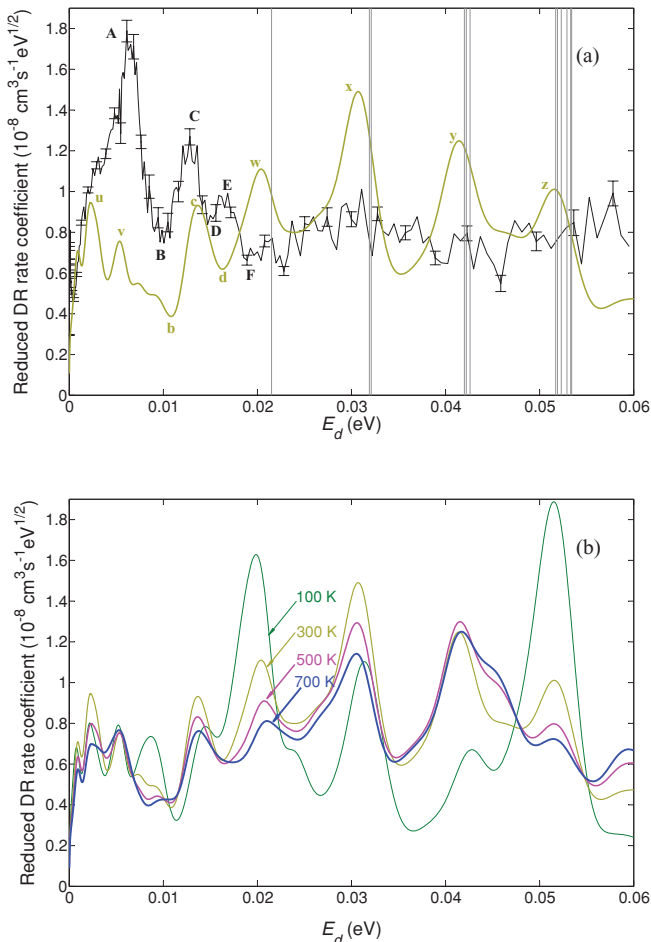 (a)
Reduced DR rate coefficient (10⁻⁸ cm³s⁻¹eV^{1/2})
1.8
1.6
1.4
1.2
1
0.8
0.6
0.4
0.2
0
A
B
C
D
E
F
u
v
b
c
d
w
x
y
z
0 0.01 0.02 0.03 0.04 0.05 0.06
E_d (eV)
(b)
Reduced DR rate coefficient (10⁻⁸ cm³s⁻¹eV^{1/2})
1.8
1.6
1.4
1.2
1
0.8
0.6
0.4
0.2
0
100 K
300 K
500 K
700 K
0 0.01 0.02 0.03 0.04 0.05 0.06
E_d (eV)